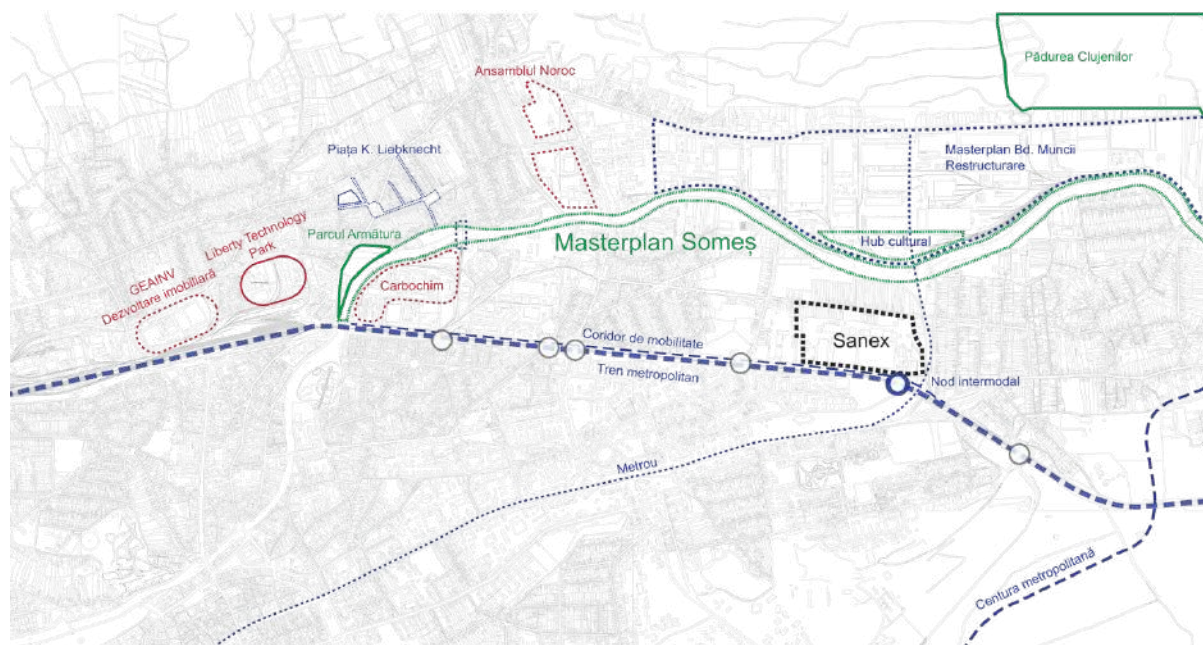 Pădurea Clujenilor
Ansamblul Noroc
Piața K. Liebknecht
Masterplan Bd. Muncii
Restructurare
Liberty Technology
Park
Parcul Armătura
Masterplan Someș
Hub cultural
GEAINV
Dezvoltare imobiliară
Carbochim
Coridor de mobilitate
Sanex
Tren metropolitan
Nod intermodal
Metrou
Centura metropolitană